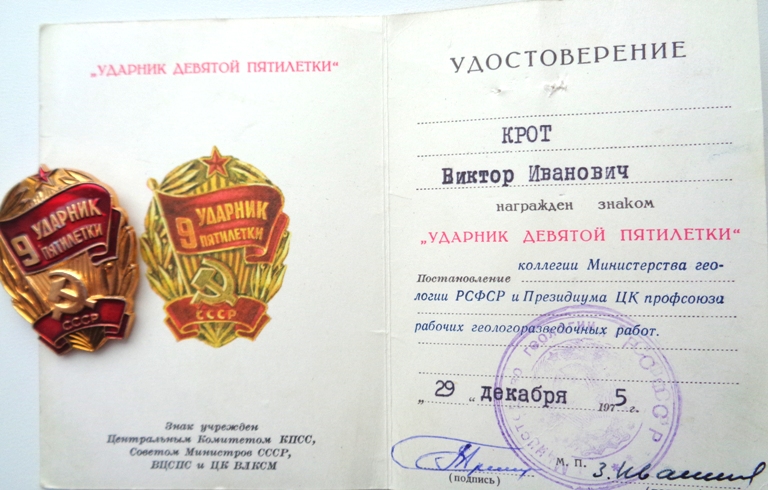 „УДАРНИК ДЕВЯТОЙ ПЯТИЛЕТКИ“
9 УДАРНИК
ПЯТИЛЕТКИ
СССР
9 УДАРНИК
ПЯТИЛЕТКИ
СССР
Знак учрежден
Центральным Комитетом КПСС,
Советом Министров СССР,
ВЦСПС и ЦК ВЛКСМ
УДОСТОВЕРЕНИЕ
КРОТ
Виктор Иванович
награжден знаком
„УДАРНИК ДЕВЯТОЙ ПЯТИЛЕТКИ“
Постановление коллегии Министерства гео-
логии РСФСР и Президиума ЦК профсоюза
рабочих геологоразведочных работ.
„29“ декабря 1975 г.
М. П.
(подпись)